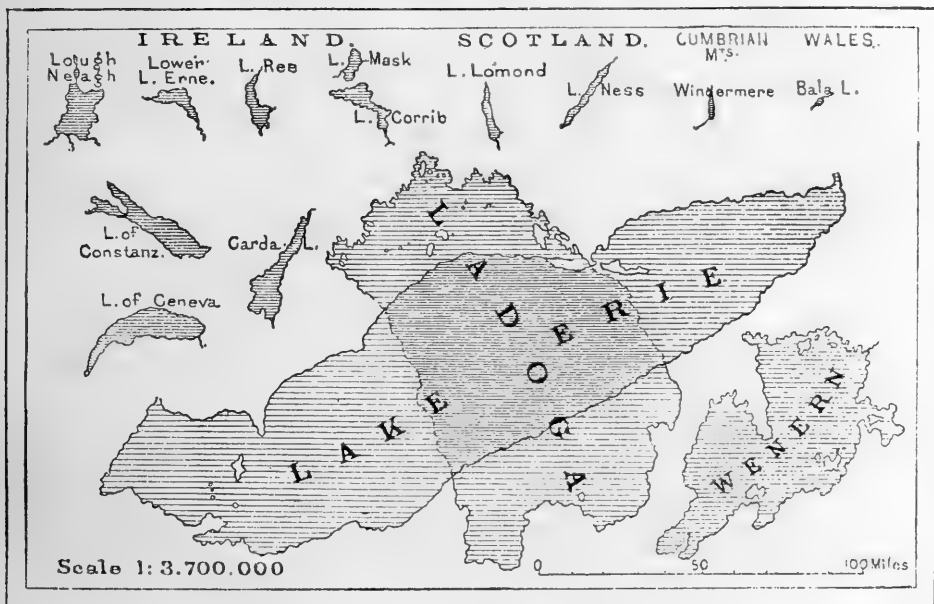 IRELAND.
SCOTLAND.
CUMBRIAN
MTS.
WALES.
Lough
Neagh
Lower
L. Erne.
L. Ree
L. Mask
L. Corrib
L. Lomond
L. Ness
Windermere
Bala L.
L. of
Constanz.
Garda. L.
L. of Geneva
LADOGA
LAKE ERIE
WENERN
Scale 1: 3.700.000
0 50 100 Miles